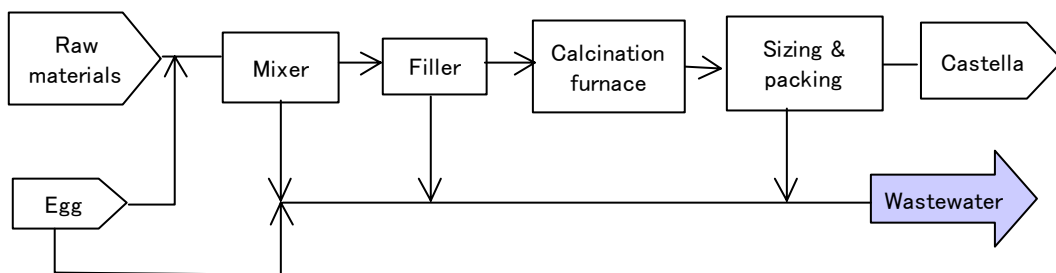 Raw
materials
Mixer
Filler
Calcination
furnace
Sizing &
packing
Castella
Egg
Wastewater